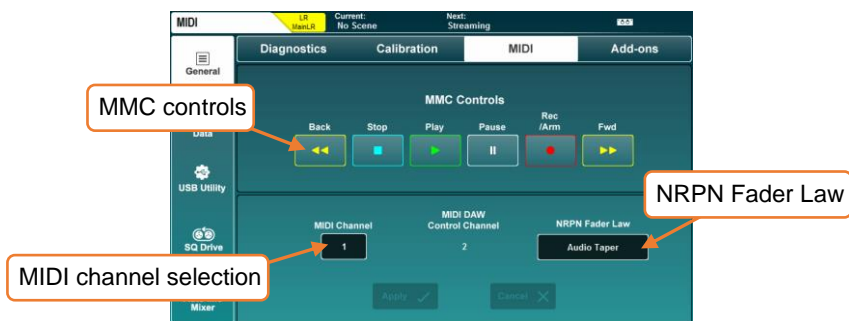 MIDI
LR
MainLR
Current:
No Scene
Next:
Streaming
Diagnostics
Calibration
MIDI
Add-ons
General
MMC controls
Data
USB Utility
SQ Drive
Mixer
MMC Controls
Back
Stop
Play
Pause
Rec
/Arm
Fwd
NRPN Fader Law
MIDI Channel
1
MIDI DAW
Control Channel
2
NRPN Fader Law
Audio Taper
MIDI channel selection
Apply
Cancel